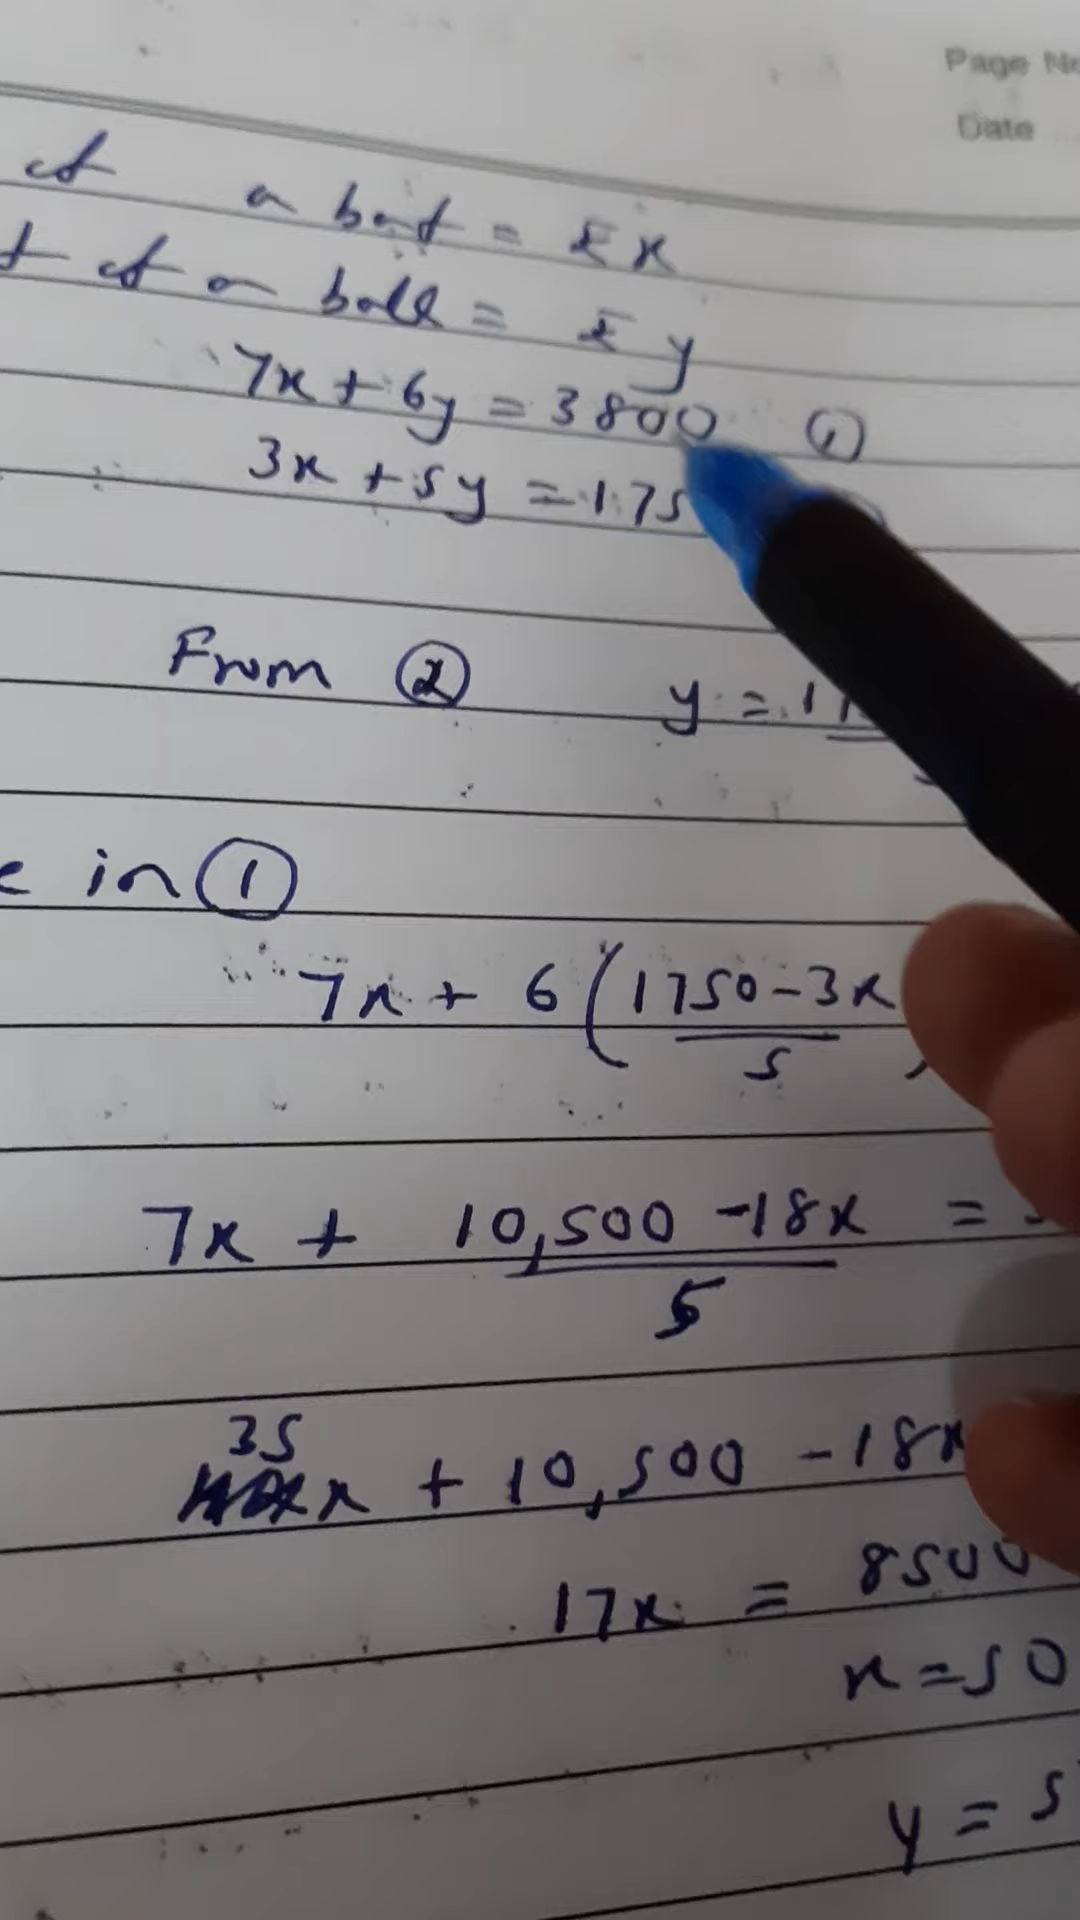 Page No
Date
of a bat = ₹ x
t of a ball = ₹ y
7x + 6y = 3800 ①
3x + 5y = 175
From ② y = 1
e in ①
7x + 6 ( 1750 - 3x
5
7x + 10,500 - 18x =
5
35
x + 10,500 - 18x
17x = 8500
x = 50
y = 5